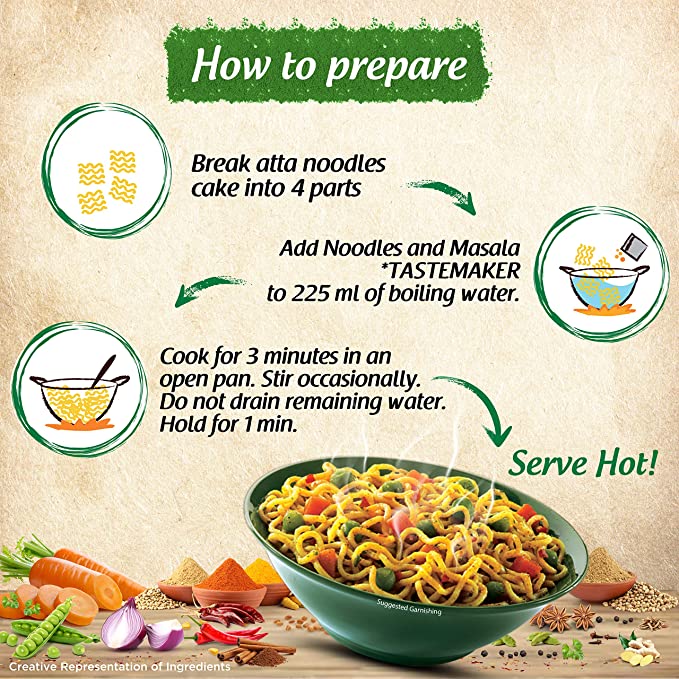 How to prepare
Break atta noodles
cake into 4 parts
Add Noodles and Masala
*TASTEMAKER
to 225 ml of boiling water.
Cook for 3 minutes in an
open pan. Stir occasionally.
Do not drain remaining water.
Hold for 1 min.
Serve Hot!
Suggested Garnishing
Creative Representation of Ingredients